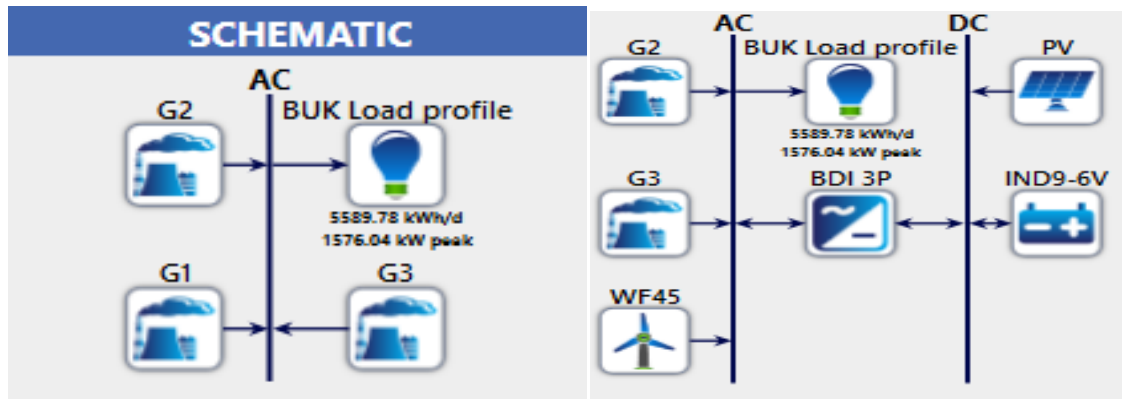 SCHEMATIC
AC
G2
BUK Load profile
5589.78 kWh/d
1576.04 kW peak
G1
G3
AC
DC
G2
BUK Load profile
PV
5589.78 kWh/d
1576.04 kW peak
G3
BDI 3P
IND9-6V
WF45